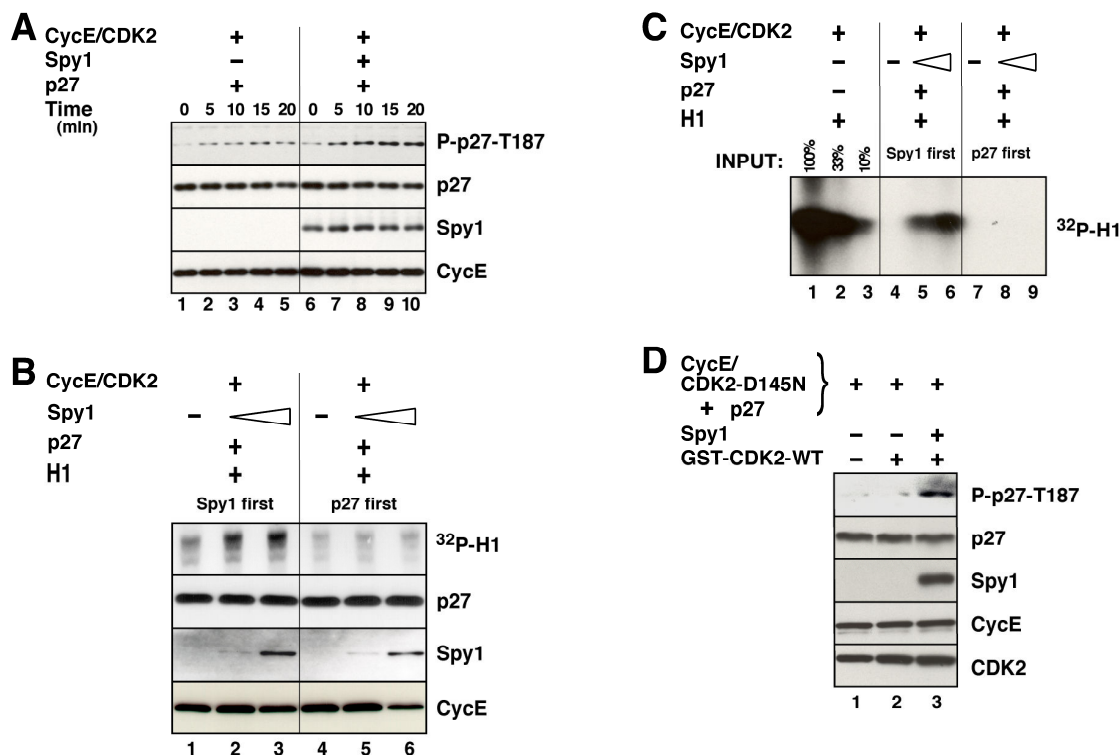 A
CycE/CDK2 + +
Spy1 – +
p27 + +
Time 0 5 10 15 20 0 5 10 15 20
(min)
P-p27-T187
p27
Spy1
CycE
1 2 3 4 5 6 7 8 9 10
B
CycE/CDK2 + +
Spy1 – –
p27 + +
H1 + +
Spy1 first p27 first
32P-H1
p27
Spy1
CycE
1 2 3 4 5 6
C
CycE/CDK2 + + +
Spy1 – – –
p27 – + +
H1 + + +
INPUT: 100% 33% 10% Spy1 first p27 first
32P-H1
1 2 3 4 5 6 7 8 9
D
CycE/
CDK2-D145N + + +
+ p27
Spy1 – – +
GST-CDK2-WT – + +
P-p27-T187
p27
Spy1
CycE
CDK2
1 2 3